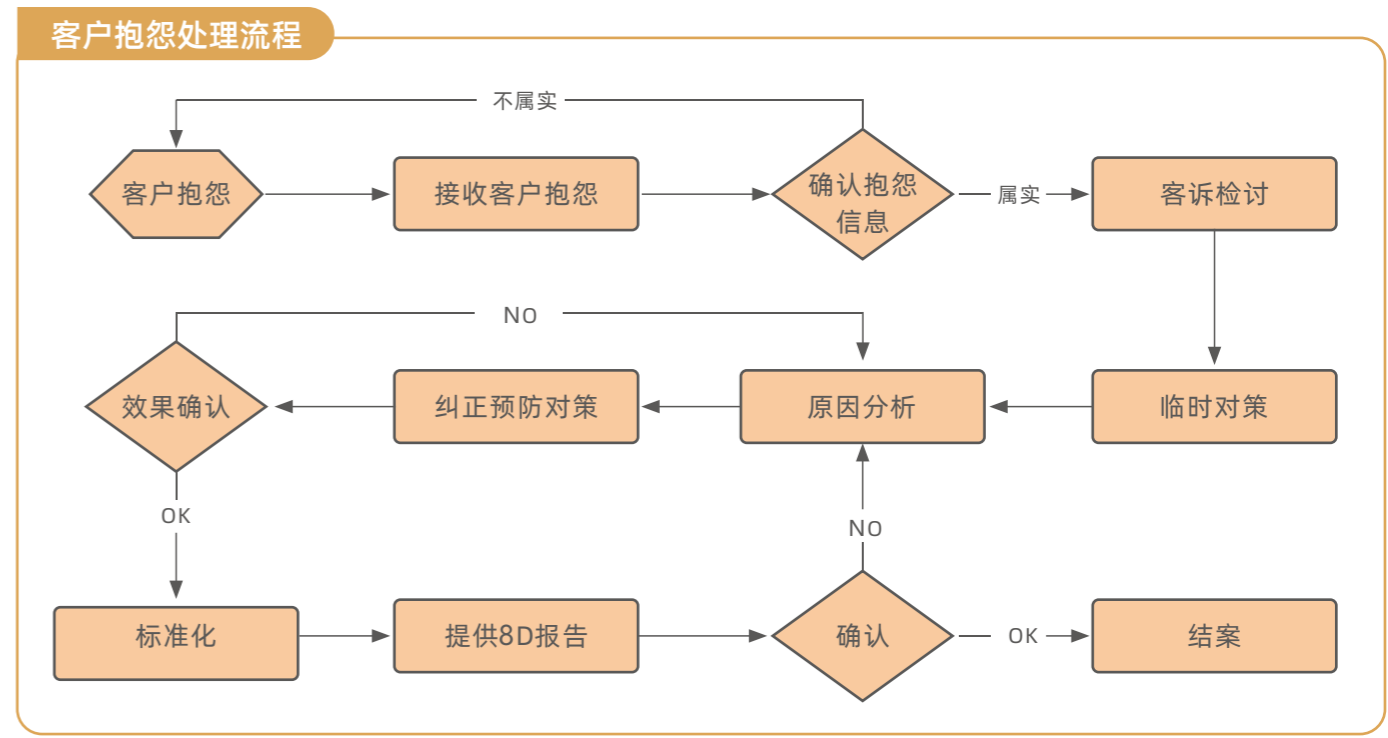 客户抱怨处理流程
不属实
客户抱怨
接收客户抱怨
确认抱怨
信息
属实
客诉检讨
NO
效果确认
纠正预防对策
原因分析
临时对策
OK
NO
标准化
提供8D报告
确认
OK
结案